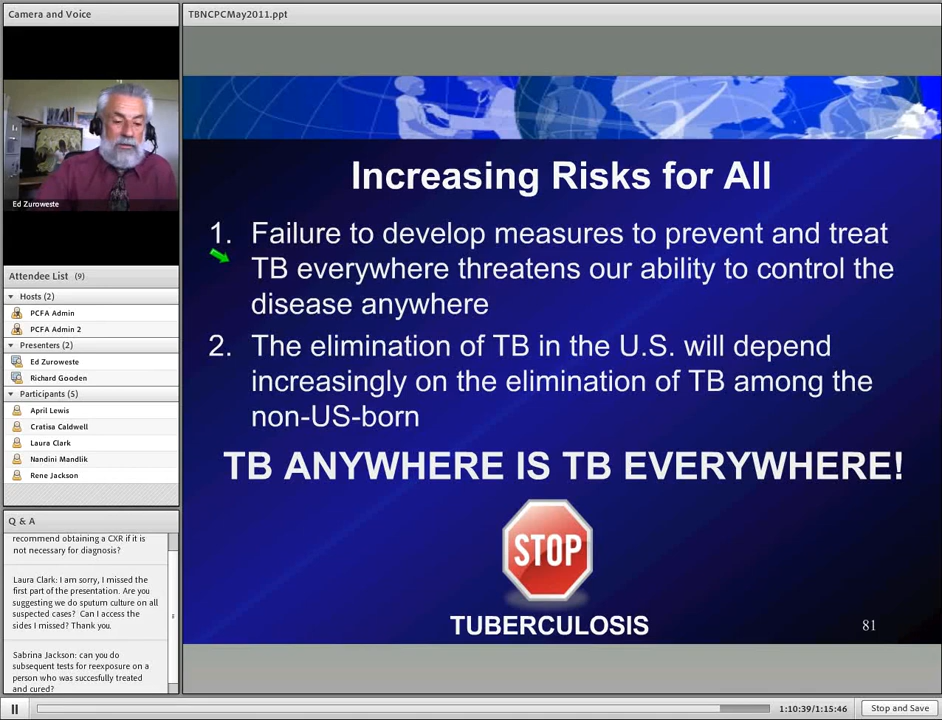 Camera and Voice
Ed Zuroweste
Attendee List (9)
Hosts (2)
PCFA Admin
PCFA Admin 2
Presenters (2)
Ed Zuroweste
Richard Gooden
Participants (5)
April Lewis
Cratisa Caldwell
Laura Clark
Nandini Mandlik
Rene Jackson
Q & A
recommend obtaining a CXR if it is
not necessary for diagnosis?
Laura Clark: I am sorry, I missed the
first part of the presentation. Are you
suggesting we do sputum culture on all
suspected cases? Can I access the
sides I missed? Thank you.
Sabrina Jackson: can you do
subsequent tests for reexposure on a
person who was succesfully treated
and cured?
TBNCPCMay2011.ppt
Increasing Risks for All
1. Failure to develop measures to prevent and treat
TB everywhere threatens our ability to control the
disease anywhere
2. The elimination of TB in the U.S. will depend
increasingly on the elimination of TB among the
non-US-born
TB ANYWHERE IS TB EVERYWHERE!
STOP
TUBERCULOSIS
81
1:10:39/1:15:46
Stop and Save